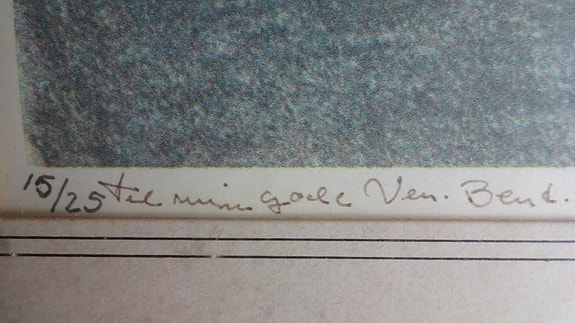 15/25 Til min gode Ven. Bent.